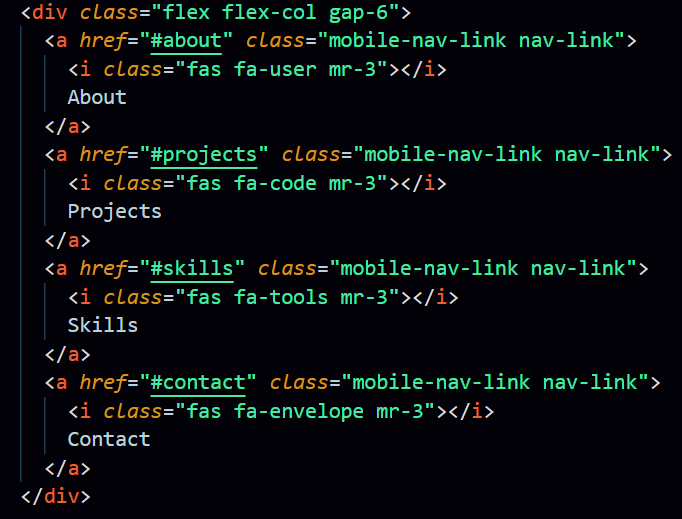 <div class="flex flex-col gap-6">
  <a href="#about" class="mobile-nav-link nav-link">
    <i class="fas fa-user mr-3"></i>
    About
  </a>
  <a href="#projects" class="mobile-nav-link nav-link">
    <i class="fas fa-code mr-3"></i>
    Projects
  </a>
  <a href="#skills" class="mobile-nav-link nav-link">
    <i class="fas fa-tools mr-3"></i>
    Skills
  </a>
  <a href="#contact" class="mobile-nav-link nav-link">
    <i class="fas fa-envelope mr-3"></i>
    Contact
  </a>
</div>